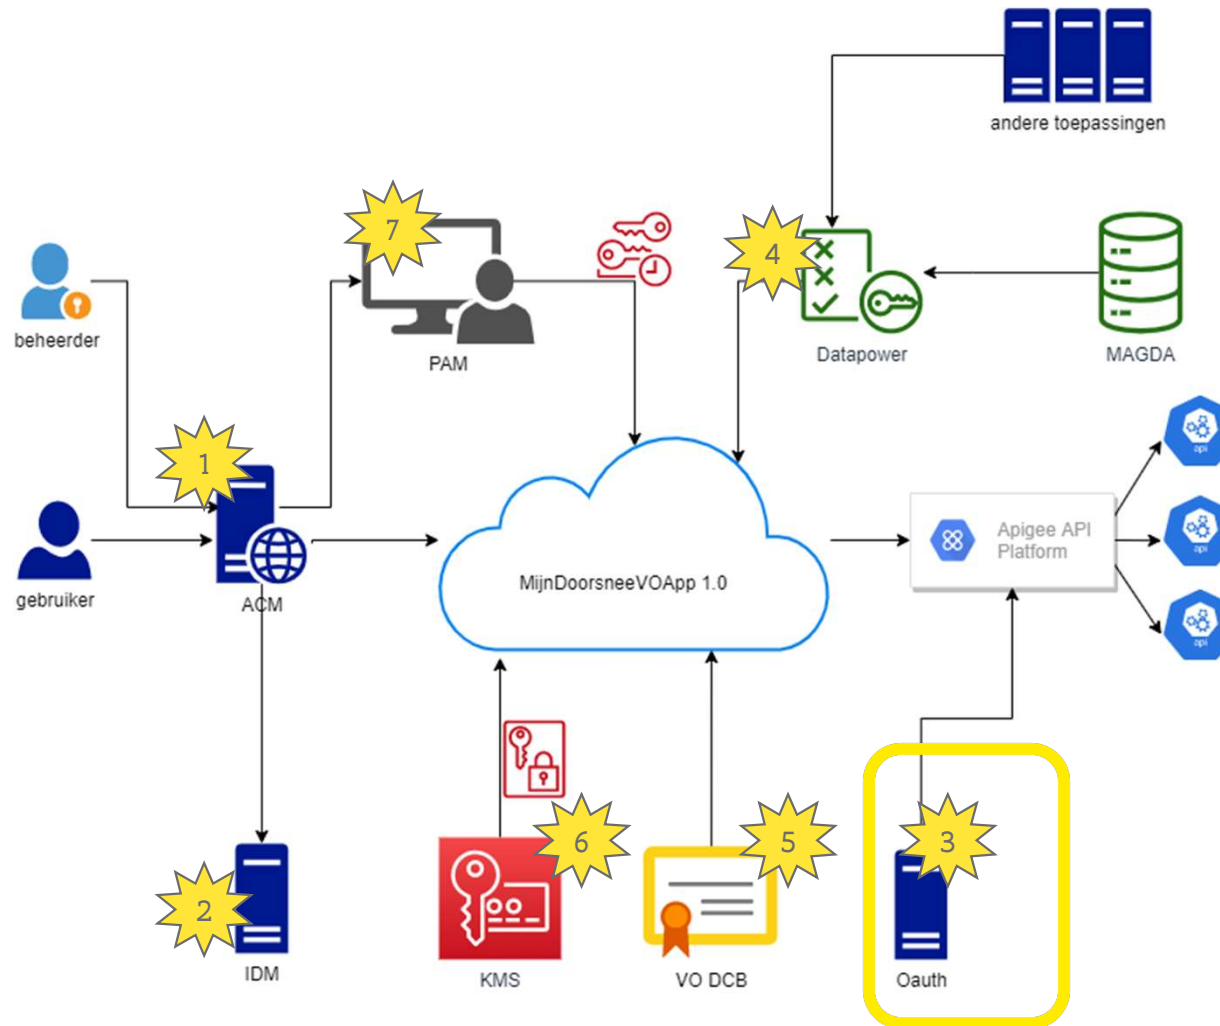 andere toepassingen
7
4
beheerder
PAM
Datapower
MAGDA
api
1
Apigee API
Platform
api
MijnDoorsneeVOApp 1.0
gebruiker
ACM
api
6
5
3
2
IDM
KMS
VO DCB
Oauth